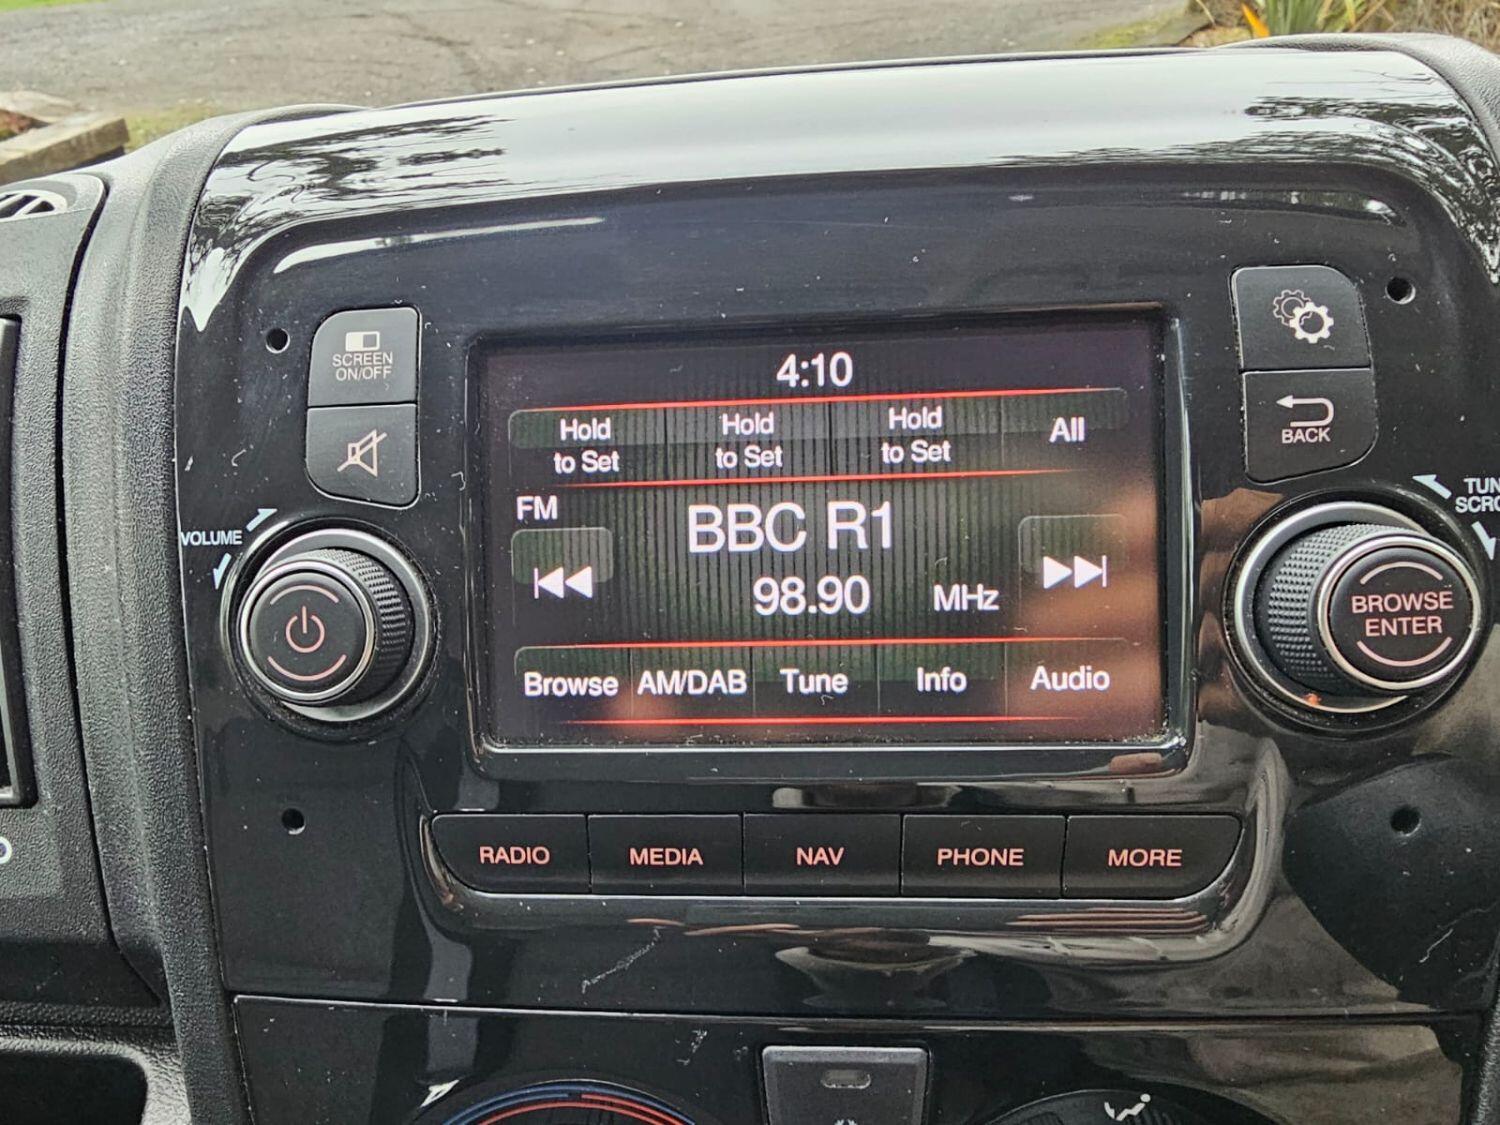 4:10
SCREEN
ON/OFF
Hold
to Set
Hold
to Set
Hold
to Set
All
BACK
FM
BBC R1
98.90 MHz
VOLUME
BROWSE
ENTER
Browse
AM/DAB
Tune
Info
Audio
RADIO
MEDIA
NAV
PHONE
MORE